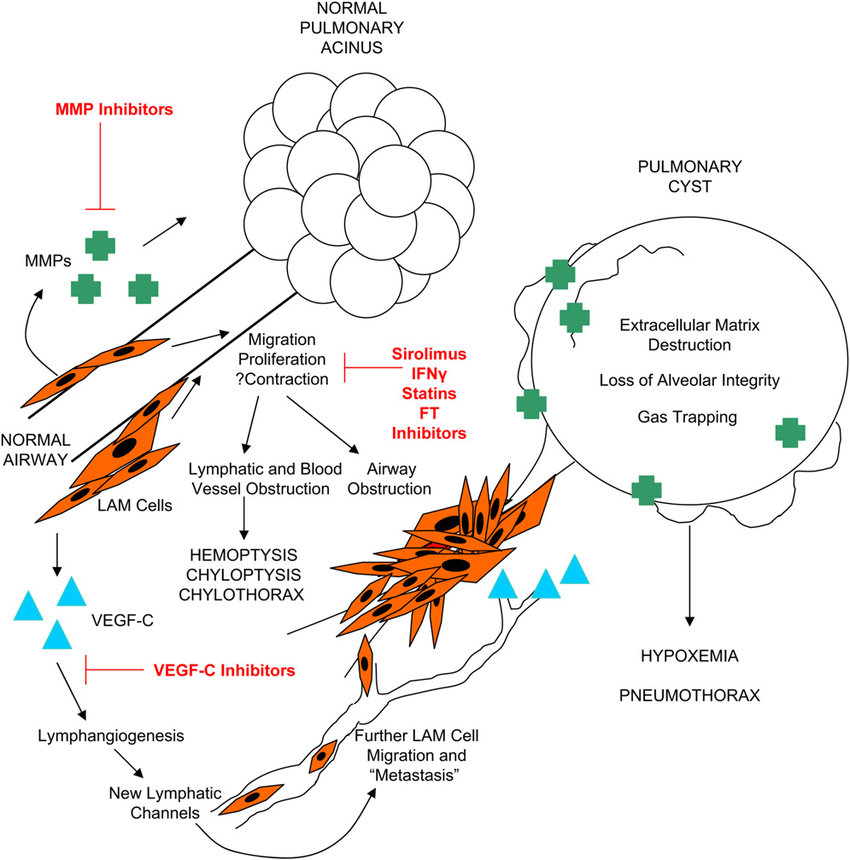 NORMAL
PULMONARY
ACINUS
MMP Inhibitors
PULMONARY
CYST
MMPs
Extracellular Matrix
Destruction
Loss of Alveolar Integrity
Gas Trapping
Migration
Proliferation
?Contraction
Sirolimus
IFNγ
Statins
FT
Inhibitors
NORMAL
AIRWAY
LAM Cells
Lymphatic and Blood
Vessel Obstruction
Airway
Obstruction
HEMOPTYSIS
CHYLOPTYSIS
CHYLOTHORAX
VEGF-C
VEGF-C Inhibitors
HYPOXEMIA
PNEUMOTHORAX
Lymphangiogenesis
Further LAM Cell
Migration and
“Metastasis”
New Lymphatic
Channels